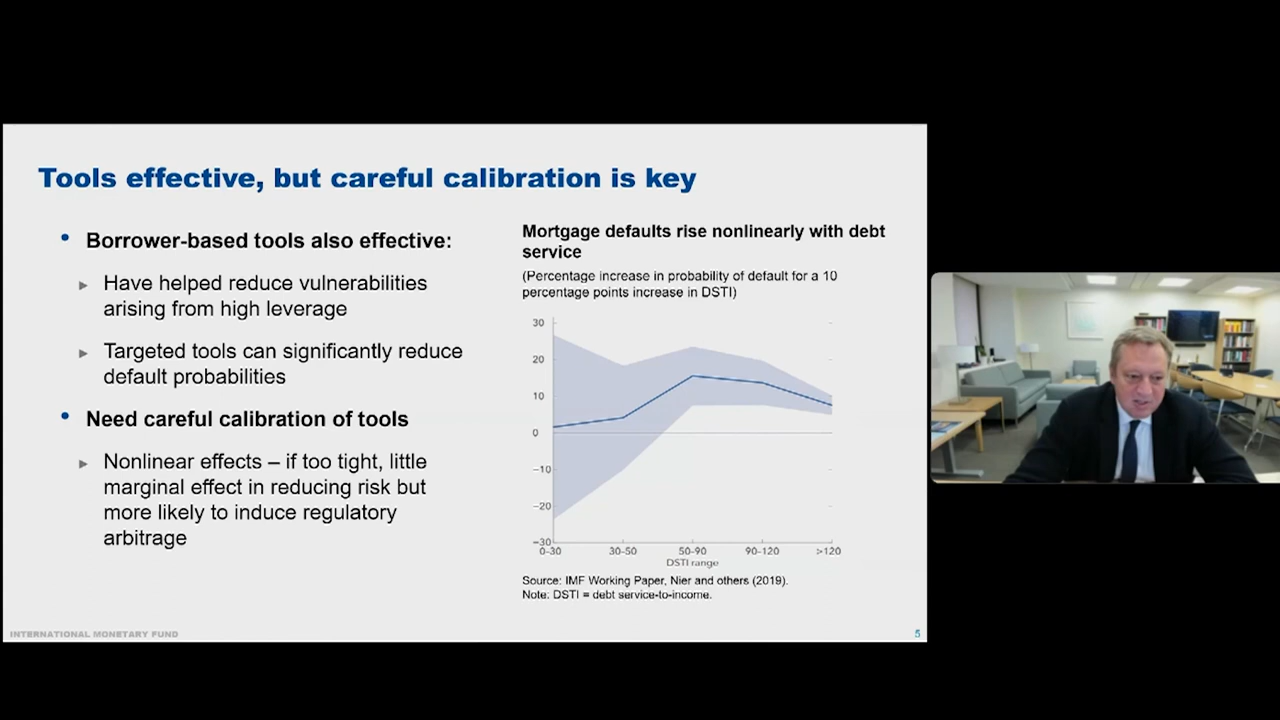 Tools effective, but careful calibration is key
• Borrower-based tools also effective:
▸ Have helped reduce vulnerabilities
arising from high leverage
▸ Targeted tools can significantly reduce
default probabilities
• Need careful calibration of tools
▸ Nonlinear effects – if too tight, little
marginal effect in reducing risk but
more likely to induce regulatory
arbitrage
Mortgage defaults rise nonlinearly with debt
service
(Percentage increase in probability of default for a 10
percentage points increase in DSTI)
30
20
10
0
−10
−20
−30
0-30 30-50 50-90 90-120 >120
DSTI range
Source: IMF Working Paper, Nier and others (2019).
Note: DSTI = debt service-to-income.
INTERNATIONAL MONETARY FUND
5